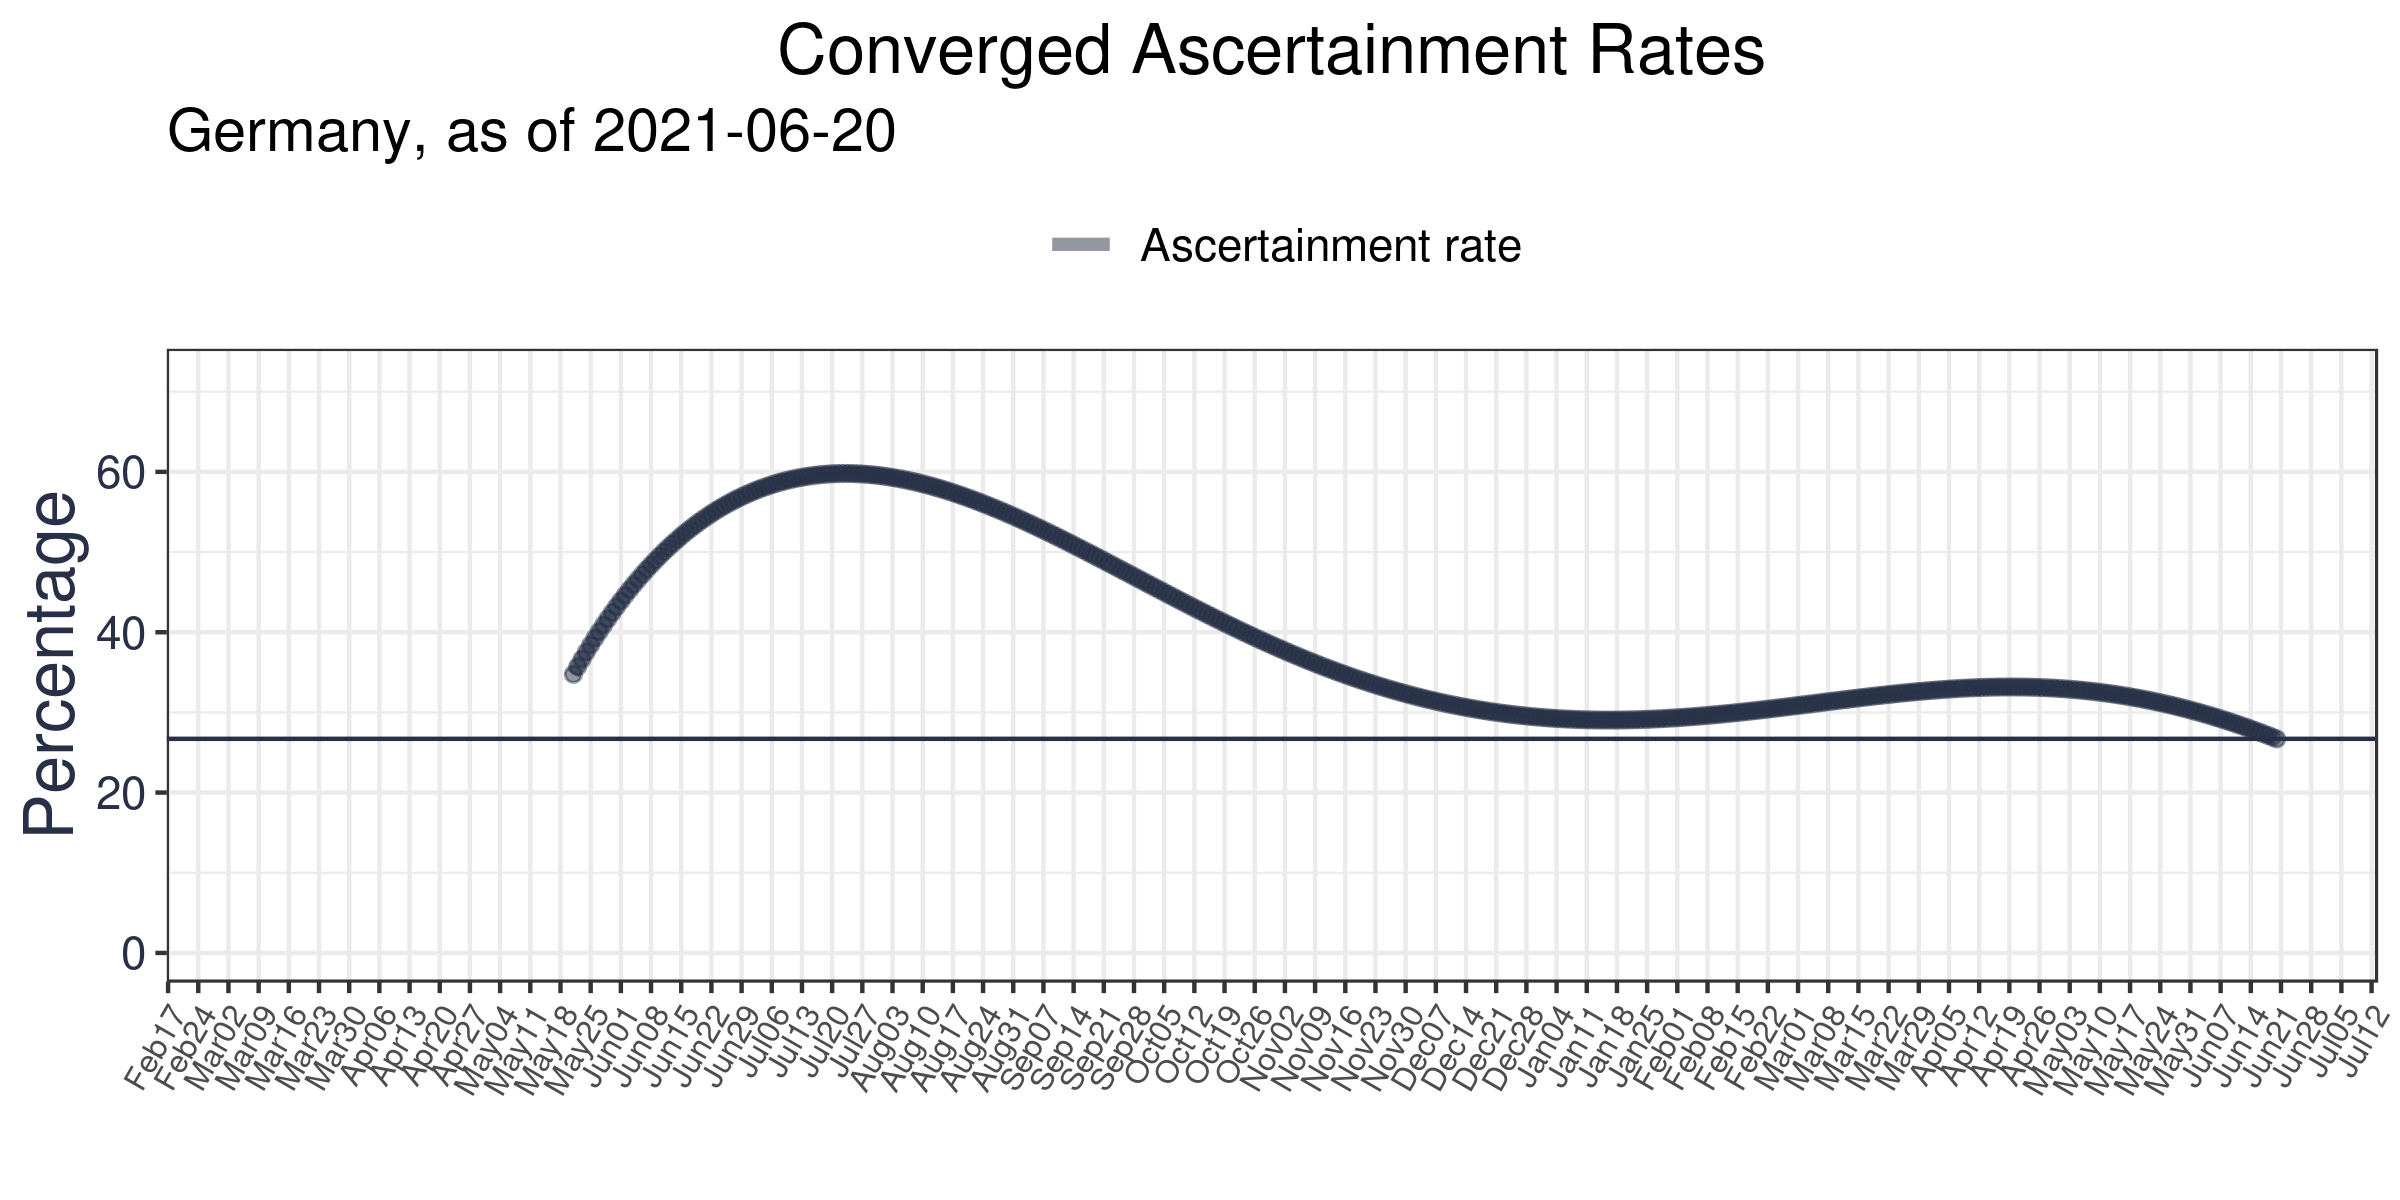 Converged Ascertainment Rates
Germany, as of 2021-06-20
Ascertainment rate
Percentage
60
40
20
0
Feb17 Feb24 Mar02 Mar09 Mar16 Mar23 Mar30 Apr06 Apr13 Apr20 Apr27 May04 May11 May18 May25 Jun01 Jun08 Jun15 Jun22 Jun29 Jul06 Jul13 Jul20 Jul27 Aug03 Aug10 Aug17 Aug24 Aug31 Sep07 Sep14 Sep21 Sep28 Oct05 Oct12 Oct19 Oct26 Nov02 Nov09 Nov16 Nov23 Nov30 Dec07 Dec14 Dec21 Dec28 Jan04 Jan11 Jan18 Jan25 Feb01 Feb08 Feb15 Feb22 Mar01 Mar08 Mar15 Mar22 Mar29 Apr05 Apr12 Apr19 Apr26 May03 May10 May17 May24 May31 Jun07 Jun14 Jun21 Jun28 Jul05 Jul12